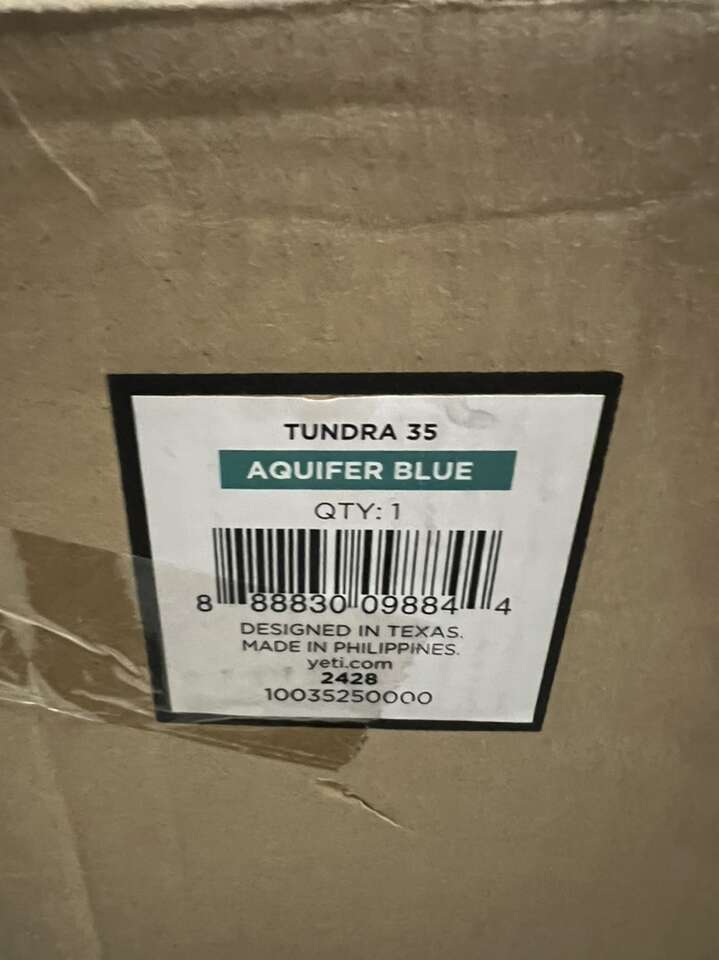 TUNDRA 35
AQUIFER BLUE
QTY: 1
8 88830 09884 4
DESIGNED IN TEXAS.
MADE IN PHILIPPINES.
yeti.com
2428
10035250000